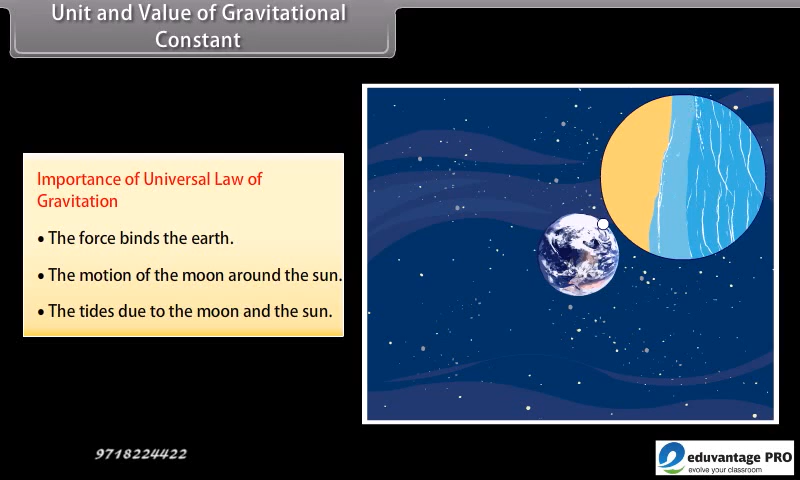 Unit and Value of Gravitational
Constant
Importance of Universal Law of
Gravitation
• The force binds the earth.
• The motion of the moon around the sun.
• The tides due to the moon and the sun.
9718224422
eduvantage PRO
evolve your classroom